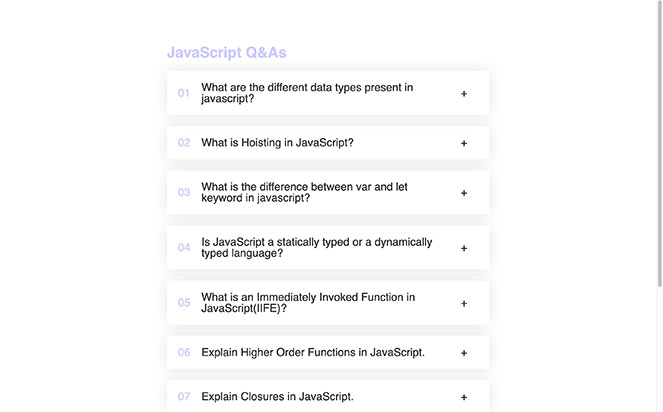 JavaScript Q&As
01 What are the different data types present in
javascript? +
02 What is Hoisting in JavaScript? +
03 What is the difference between var and let
keyword in javascript? +
04 Is JavaScript a statically typed or a dynamically
typed language? +
05 What is an Immediately Invoked Function in
JavaScript(IIFE)? +
06 Explain Higher Order Functions in JavaScript. +
07 Explain Closures in JavaScript. +